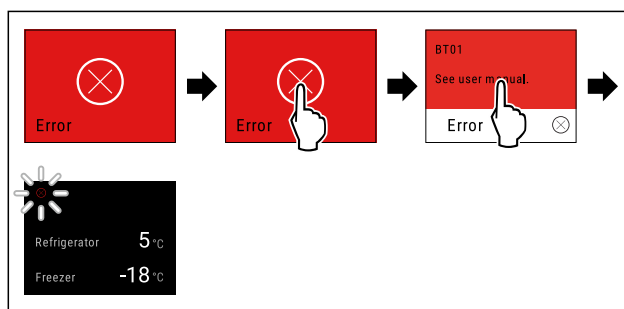 Error
Error
BT01
See user manual.
Error
Refrigerator 5 °C
Freezer -18 °C